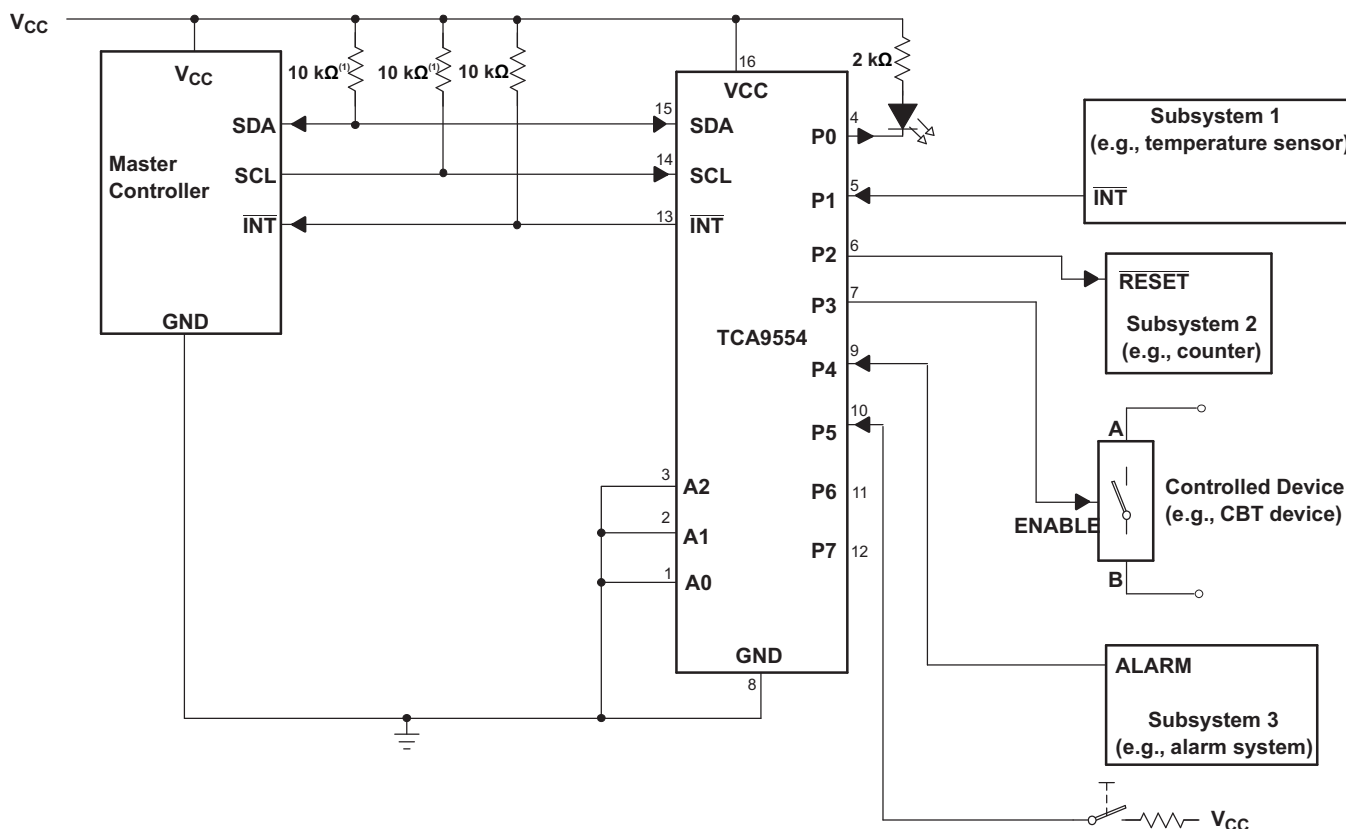 VCC
VCC
10 kΩ(1)
10 kΩ(1)
10 kΩ
16
VCC
2 kΩ
SDA
15
SDA
4
P0
Subsystem 1
(e.g., temperature sensor)
INT
Master
Controller
SCL
14
SCL
5
P1
INT
13
INT
6
P2
RESET
Subsystem 2
(e.g., counter)
GND
7
P3
TCA9554
9
P4
10
P5
A
Controlled Device
(e.g., CBT device)
ENABLE
B
3
A2
P6
11
2
A1
P7
12
1
A0
GND
8
ALARM
Subsystem 3
(e.g., alarm system)
VCC